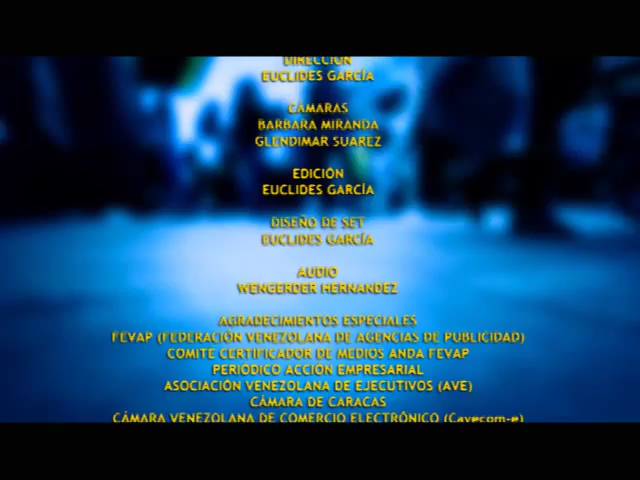 DIRECCIÓN
EUCLIDES GARCÍA
CAMARAS
BARBARA MIRANDA
GLENDIMAR SUAREZ
EDICIÓN
EUCLIDES GARCÍA
DISEÑO DE SET
EUCLIDES GARCÍA
AUDIO
WENGERDER HERNANDEZ
AGRADECIMIENTOS ESPECIALES
FEVAP (FEDERACIÓN VENEZOLANA DE AGENCIAS DE PUBLICIDAD)
COMITE CERTIFICADOR DE MEDIOS ANDA FEVAP
PERIÓDICO ACCIÓN EMPRESARIAL
ASOCIACIÓN VENEZOLANA DE EJECUTIVOS (AVE)
CÁMARA DE CARACAS
CÁMARA VENEZOLANA DE COMERCIO ELECTRÓNICO (Cavecom-e)